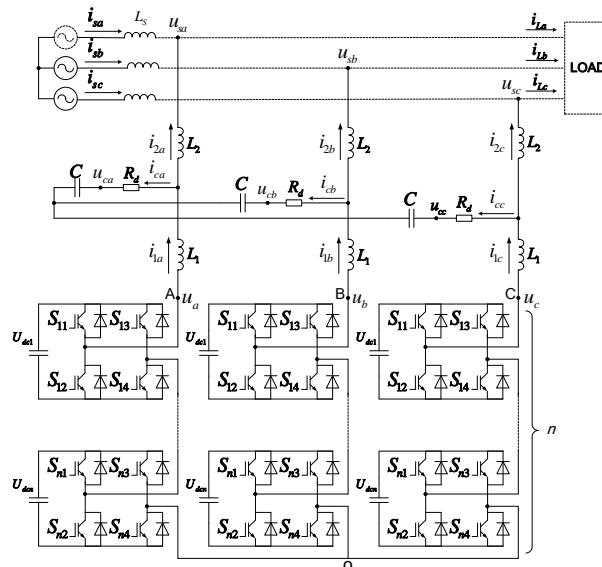 i_sa L_s u_sa i_La
i_sb u_sb i_Lb LOAD
i_sc u_sc i_Lc
i_2a L_2 i_2b L_2 i_2c L_2
C u_ca R_d i_ca C u_cb R_d i_cb C u_cc R_d i_cc
i_1a L_1 i_1b L_1 i_1c L_1
A u_a B u_b C u_c
S_11 S_13 S_11 S_13 S_11 S_13
U_dc1 U_dc1 U_dc1
S_12 S_14 S_12 S_14 S_12 S_14
n
S_n1 S_n3 S_n1 S_n3 S_n1 S_n3
U_dcn U_dcn U_dcn
S_n2 S_n4 S_n2 S_n4 S_n2 S_n4
O